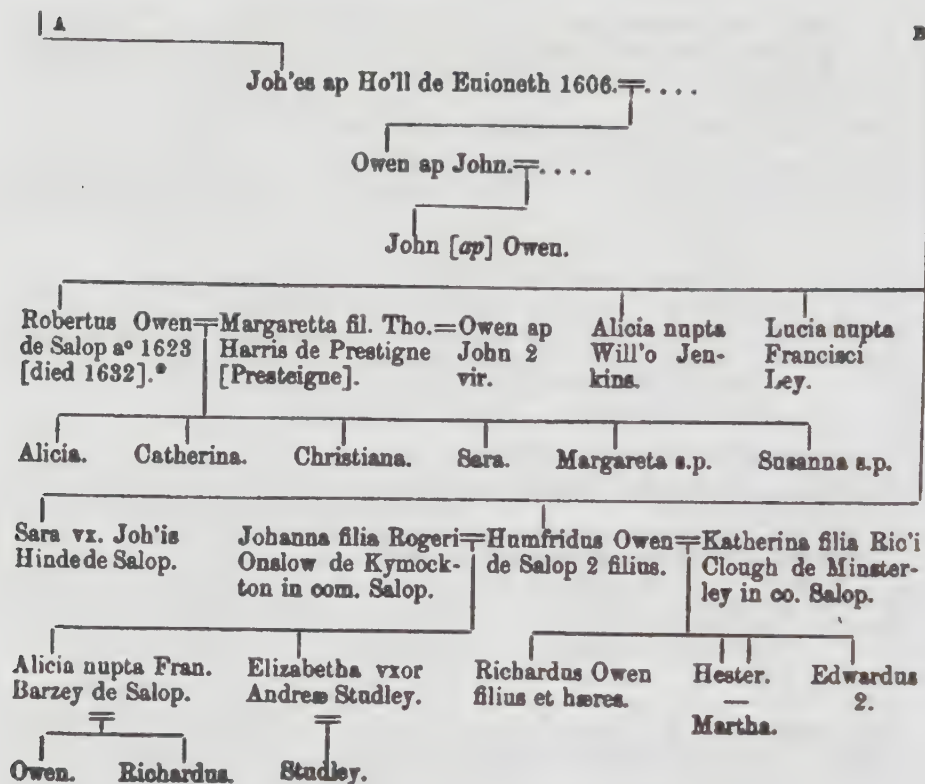 A
B
Joh'es ap Ho'll de Euioneth 1606.=....
Owen ap John.=....
John [ap] Owen.
Robertus Owen=Margaretta fil. Tho.=Owen ap
de Salop aº 1623 Harris de Prestigne John 2
[died 1632].* [Presteigne]. vir.
Alicia nupta
Will'o Jen-
kins.
Lucia nupta
Francisci
Ley.
Alicia. Catherina. Christiana. Sara. Margareta s.p. Susanna s.p.
Sara vx. Joh'is
Hinde de Salop.
Johanna filia Rogeri=Humfridus Owen=Katherina filia Ric'i
Onslow de Kymock- de Salop 2 filius. Clough de Minster-
ton in com. Salop. ley in co. Salop.
Alicia nupta Fran.
Barzey de Salop.
Elizabetha vxor
Andreæ Studley.
Richardus Owen
filius et hæres.
Hester.
—
Martha.
Edwardus
2.
Owen. Richardus. Studley.